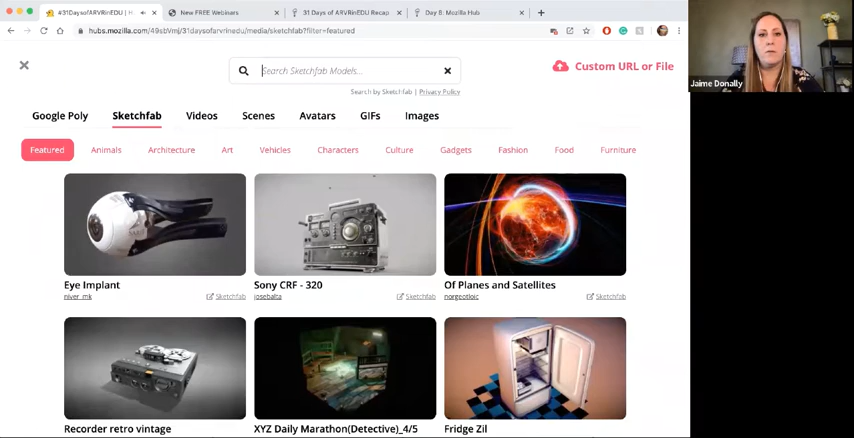 #31DaysofARVRinEDU | H
New FREE Webinars
31 Days of ARVRinEDU Recap
Day 8: Mozilla Hub
hubs.mozilla.com/49sbVmj/31daysofarvrinedu/media/sketchfab?filter=featured
Jaime Donally
Search Sketchfab Models...
Custom URL or File
Search by Sketchfab | Privacy Policy
Google Poly Sketchfab Videos Scenes Avatars GIFs Images
Featured Animals Architecture Art Vehicles Characters Culture Gadgets Fashion Food Furniture
Eye Implant
niver_mk Sketchfab
Sony CRF - 320
josebalta Sketchfab
Of Planes and Satellites
norgeotloic Sketchfab
Recorder retro vintage
XYZ Daily Marathon(Detective)_4/5
Fridge Zil